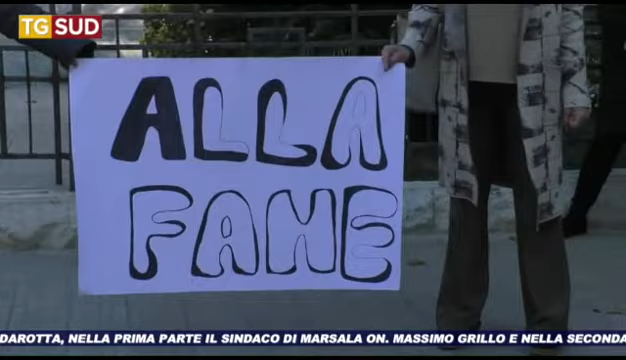 TG SUD
ALLA
FAME
DAROTTA, NELLA PRIMA PARTE IL SINDACO DI MARSALA ON. MASSIMO GRILLO E NELLA SECONDA